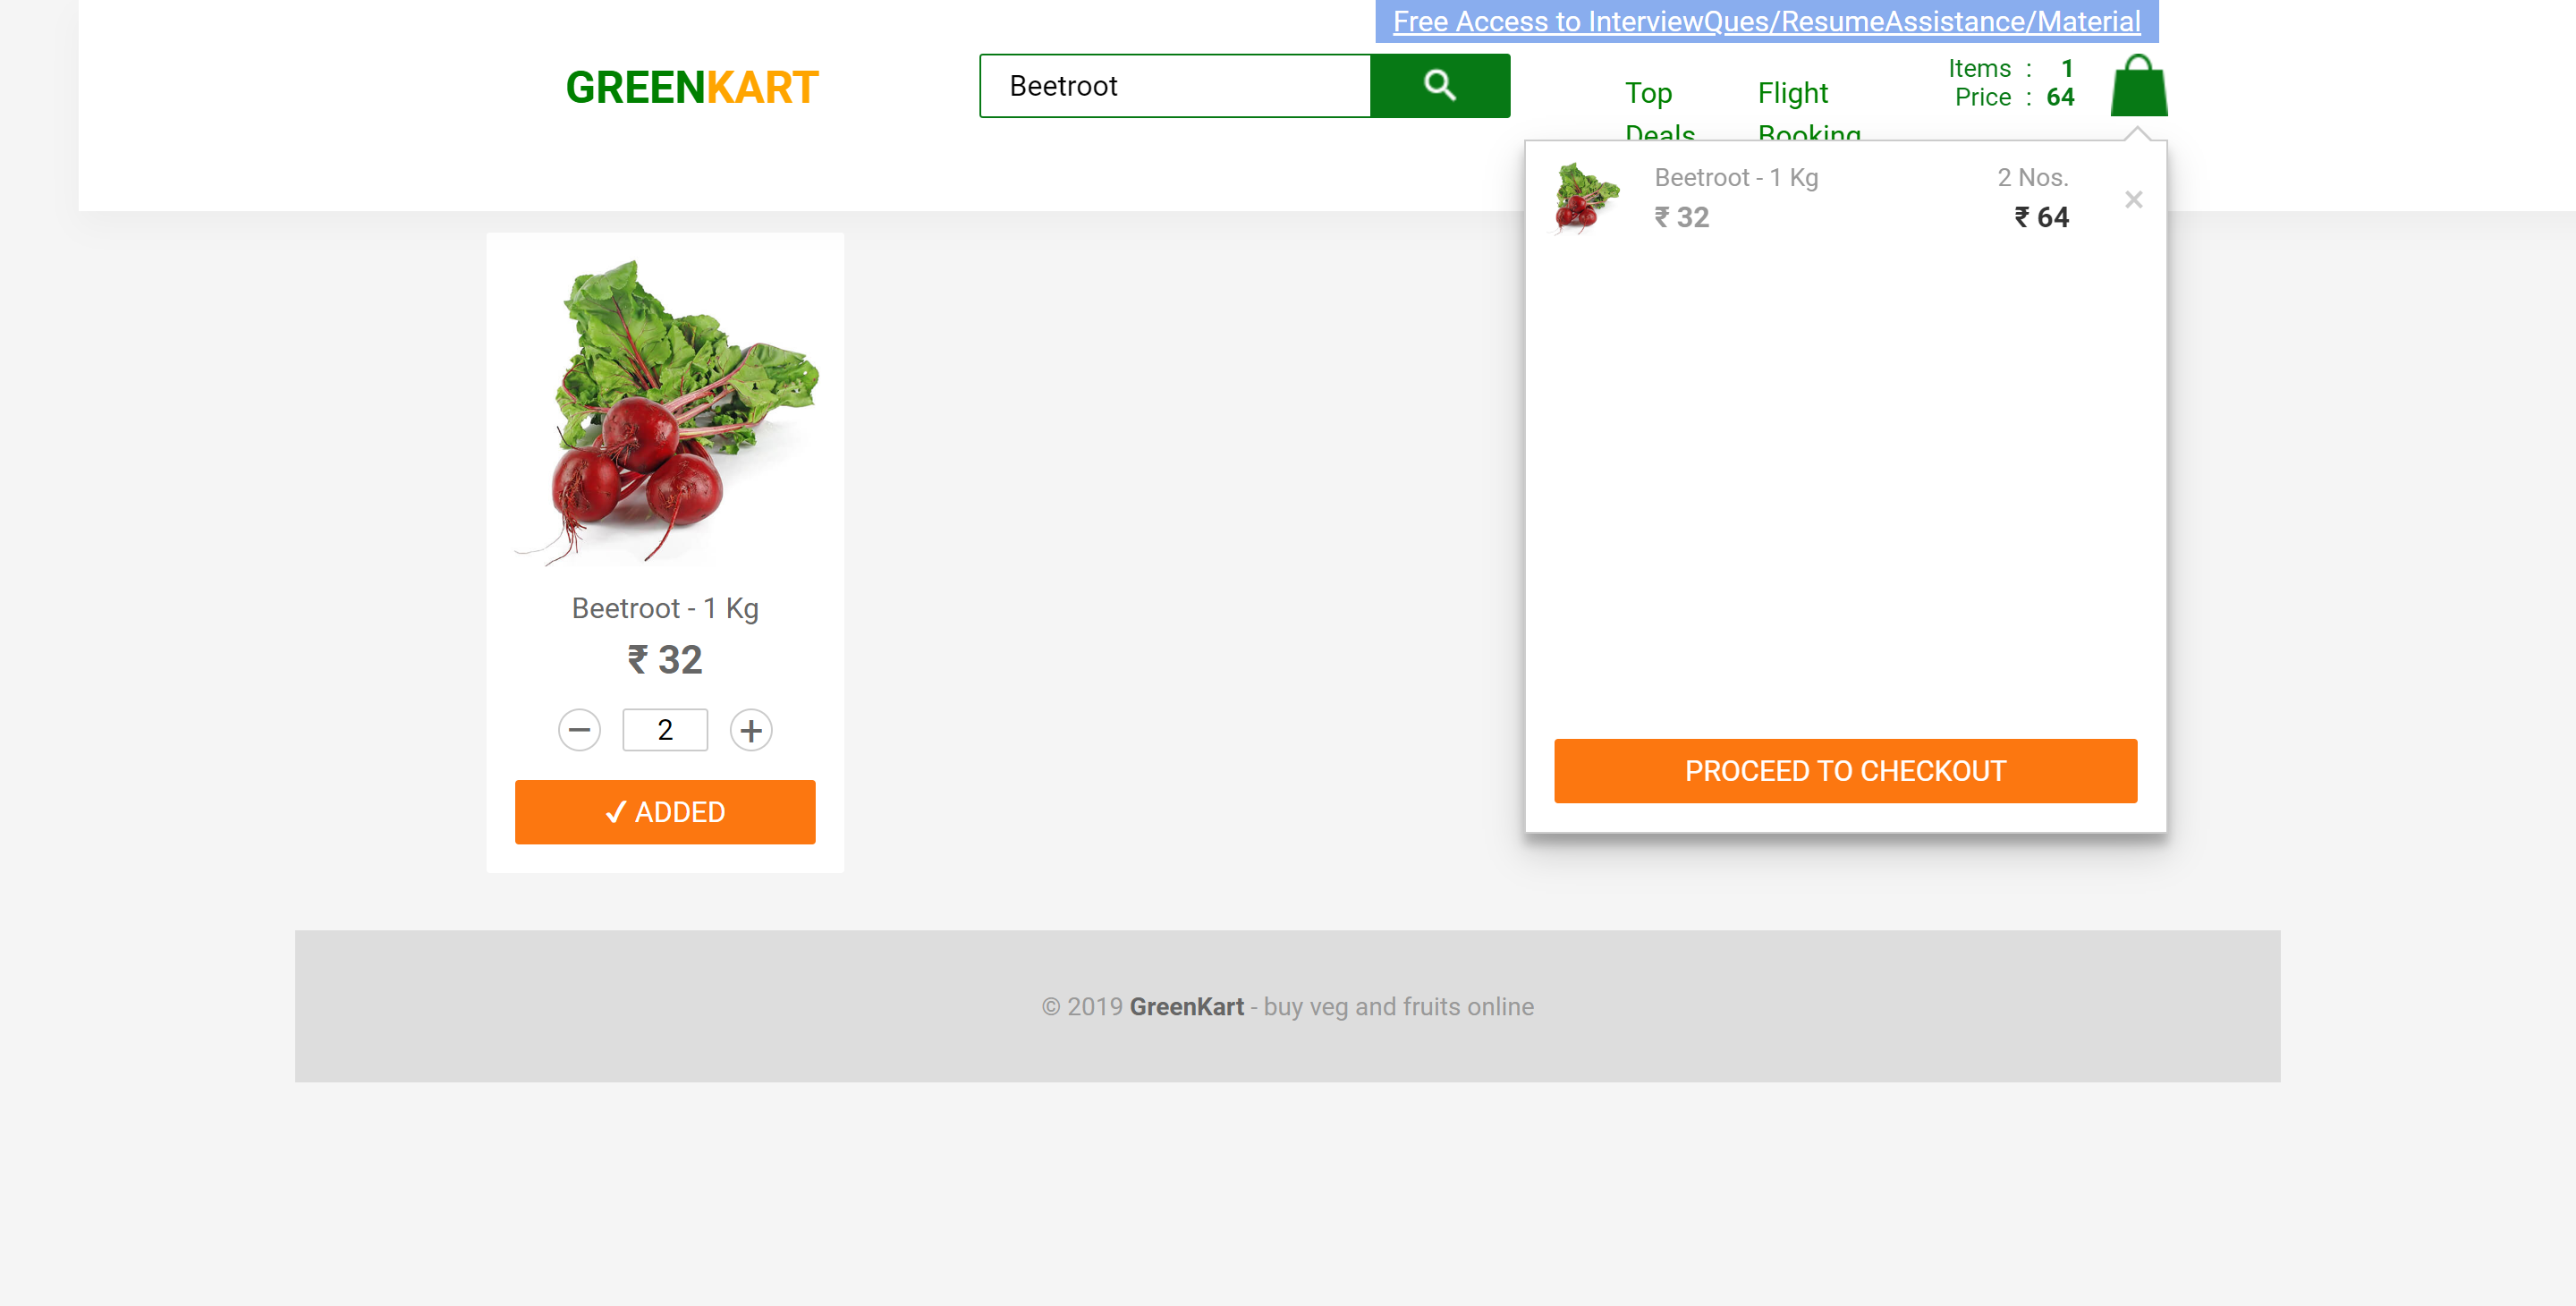 Free Access to InterviewQues/ResumeAssistance/Material
GREENKART
Beetroot
Top
Deals
Flight
Booking
Items : 1
Price : 64
Beetroot - 1 Kg
2 Nos.
₹ 32
₹ 64
×
PROCEED TO CHECKOUT
Beetroot - 1 Kg
₹ 32
2
✓ ADDED
© 2019 GreenKart - buy veg and fruits online